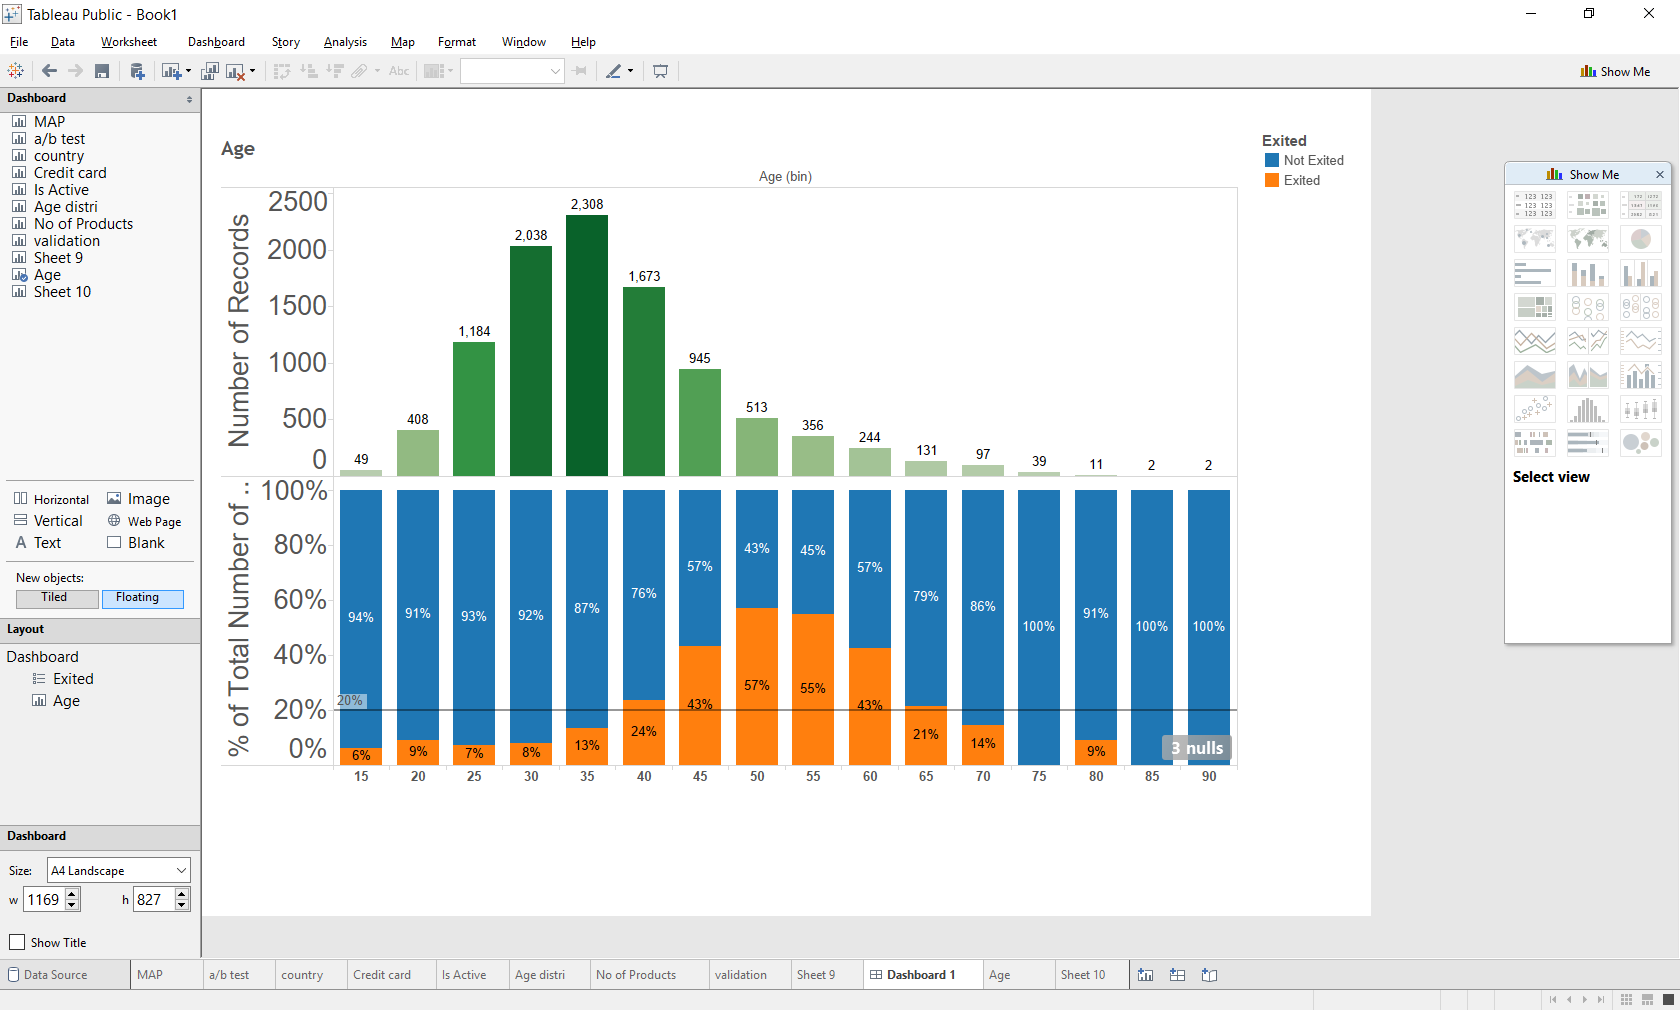 Tableau Public - Book1
File Data Worksheet Dashboard Story Analysis Map Format Window Help
Abc
Show Me
Dashboard
MAP
a/b test
country
Credit card
Is Active
Age distri
No of Products
validation
Sheet 9
Age
Sheet 10
Horizontal Image
Vertical Web Page
A Text Blank
New objects:
Tiled Floating
Layout
Dashboard
Exited
Age
Dashboard
Size: A4 Landscape
w 1169 h 827
Show Title
Age
Age (bin)
Number of Records
2500
2000
1500
1000
500
0
49
408
1,184
2,038
2,308
1,673
945
513
356
244
131
97
39
11
2
2
% of Total Number of ..
100%
80%
60%
40%
20%
0%
94% 91% 93% 92% 87% 76% 57% 43% 45% 57% 79% 86% 100% 91% 100% 100%
20%
6% 9% 7% 8% 13% 24% 43% 57% 55% 43% 21% 14% 9%
3 nulls
15 20 25 30 35 40 45 50 55 60 65 70 75 80 85 90
Exited
Not Exited
Exited
Show Me
123 123
123 123
123 123
Select view
Data Source MAP a/b test country Credit card Is Active Age distri No of Products validation Sheet 9 Dashboard 1 Age Sheet 10